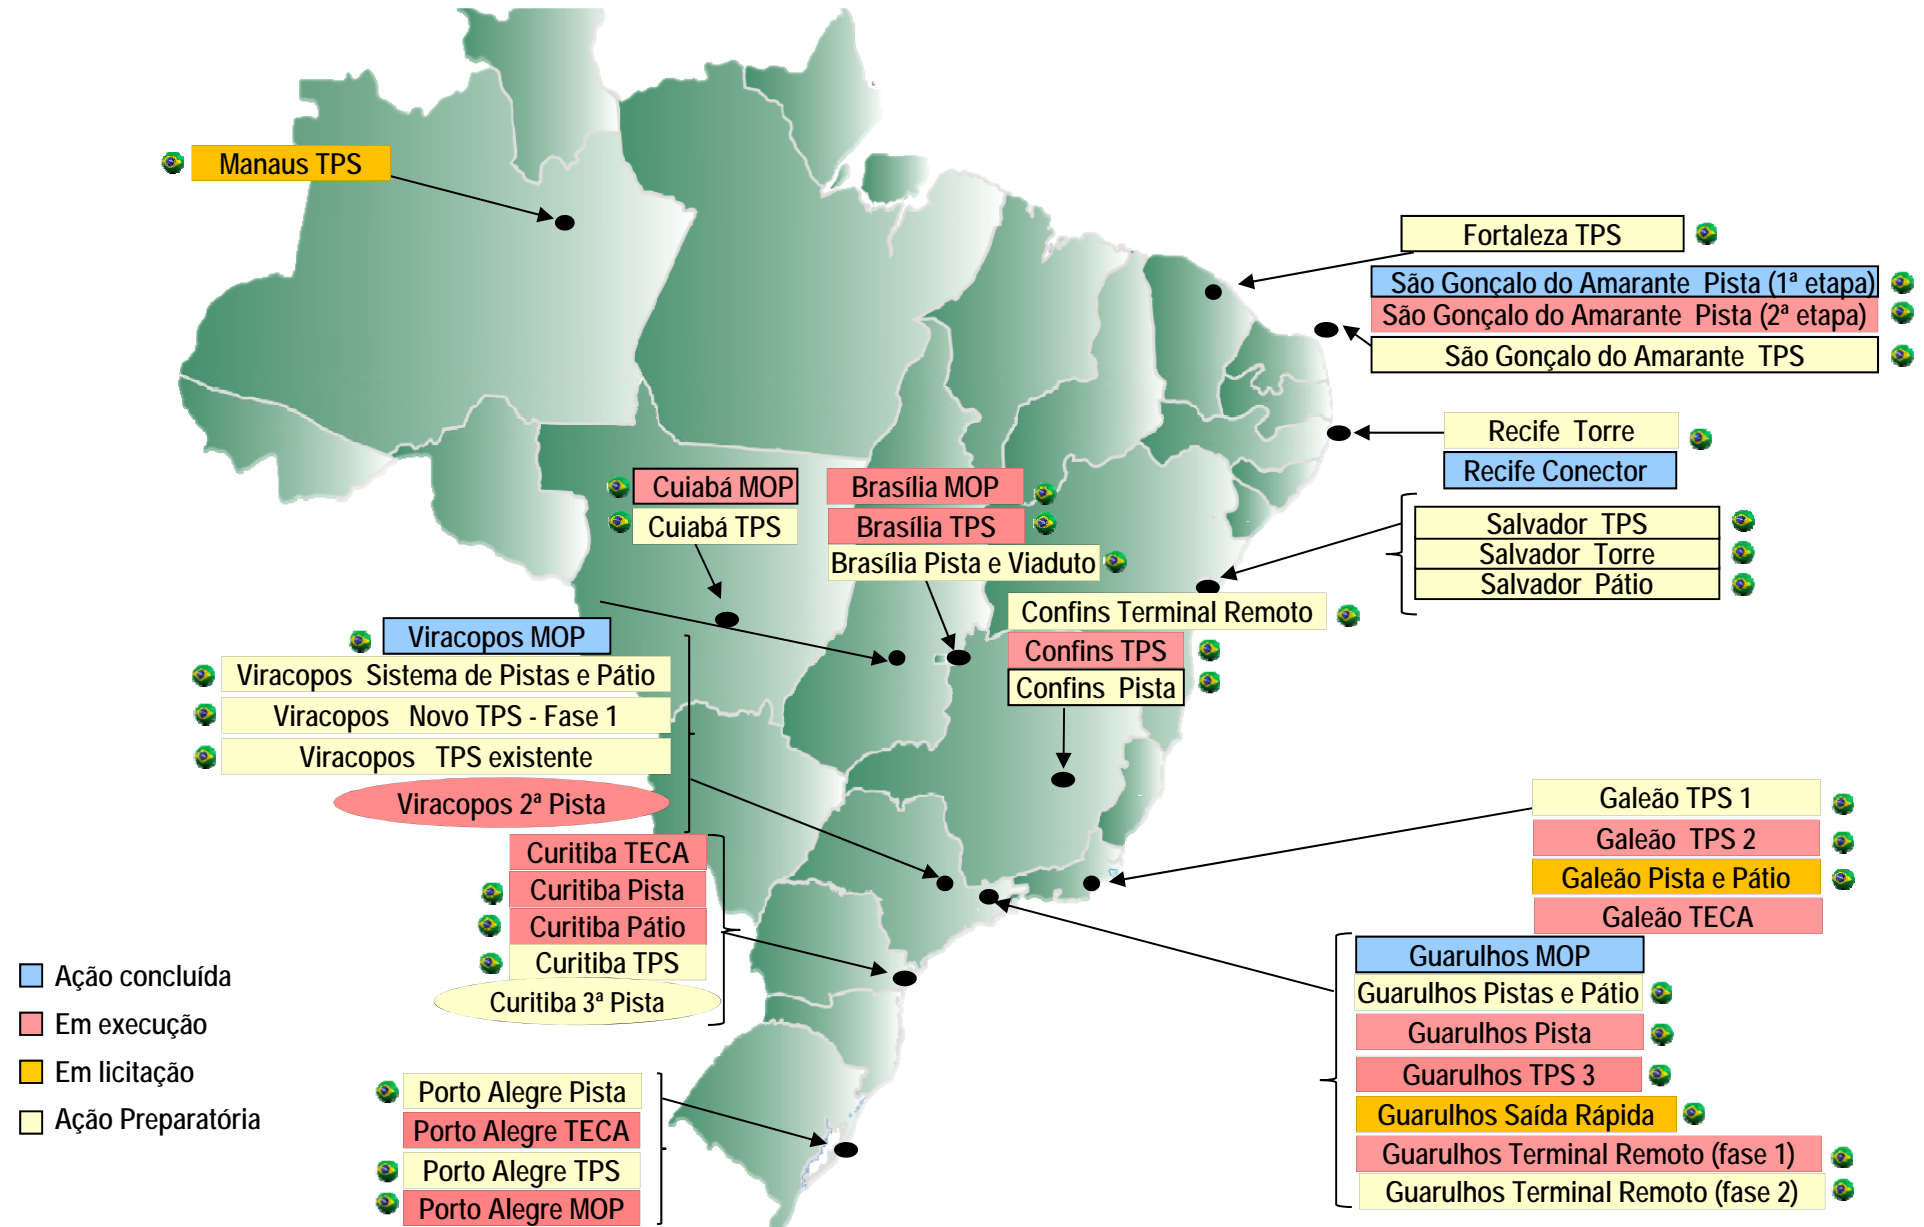 Manaus TPS
Fortaleza TPS
São Gonçalo do Amarante Pista (1ª etapa)
São Gonçalo do Amarante Pista (2ª etapa)
São Gonçalo do Amarante TPS
Recife Torre
Recife Conector
Cuiabá MOP
Cuiabá TPS
Brasília MOP
Brasília TPS
Brasília Pista e Viaduto
Salvador TPS
Salvador Torre
Salvador Pátio
Confins Terminal Remoto
Confins TPS
Confins Pista
Viracopos MOP
Viracopos Sistema de Pistas e Pátio
Viracopos Novo TPS - Fase 1
Viracopos TPS existente
Viracopos 2ª Pista
Galeão TPS 1
Galeão TPS 2
Galeão Pista e Pátio
Galeão TECA
Curitiba TECA
Curitiba Pista
Curitiba Pátio
Curitiba TPS
Curitiba 3ª Pista
Guarulhos MOP
Guarulhos Pistas e Pátio
Guarulhos Pista
Guarulhos TPS 3
Guarulhos Saída Rápida
Guarulhos Terminal Remoto (fase 1)
Guarulhos Terminal Remoto (fase 2)
Ação concluída
Em execução
Em licitação
Ação Preparatória
Porto Alegre Pista
Porto Alegre TECA
Porto Alegre TPS
Porto Alegre MOP